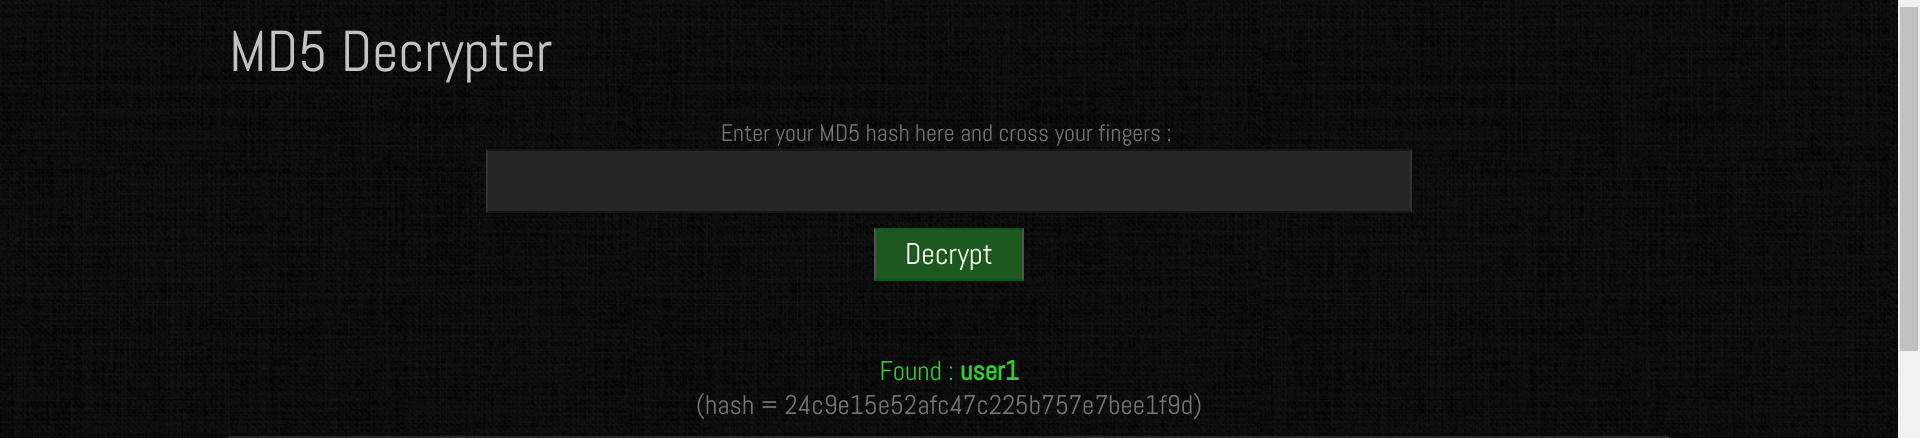 MD5 Decrypter
Enter your MD5 hash here and cross your fingers :
Decrypt
Found : user1
(hash = 24c9e15e52afc47c225b757e7bee1f9d)